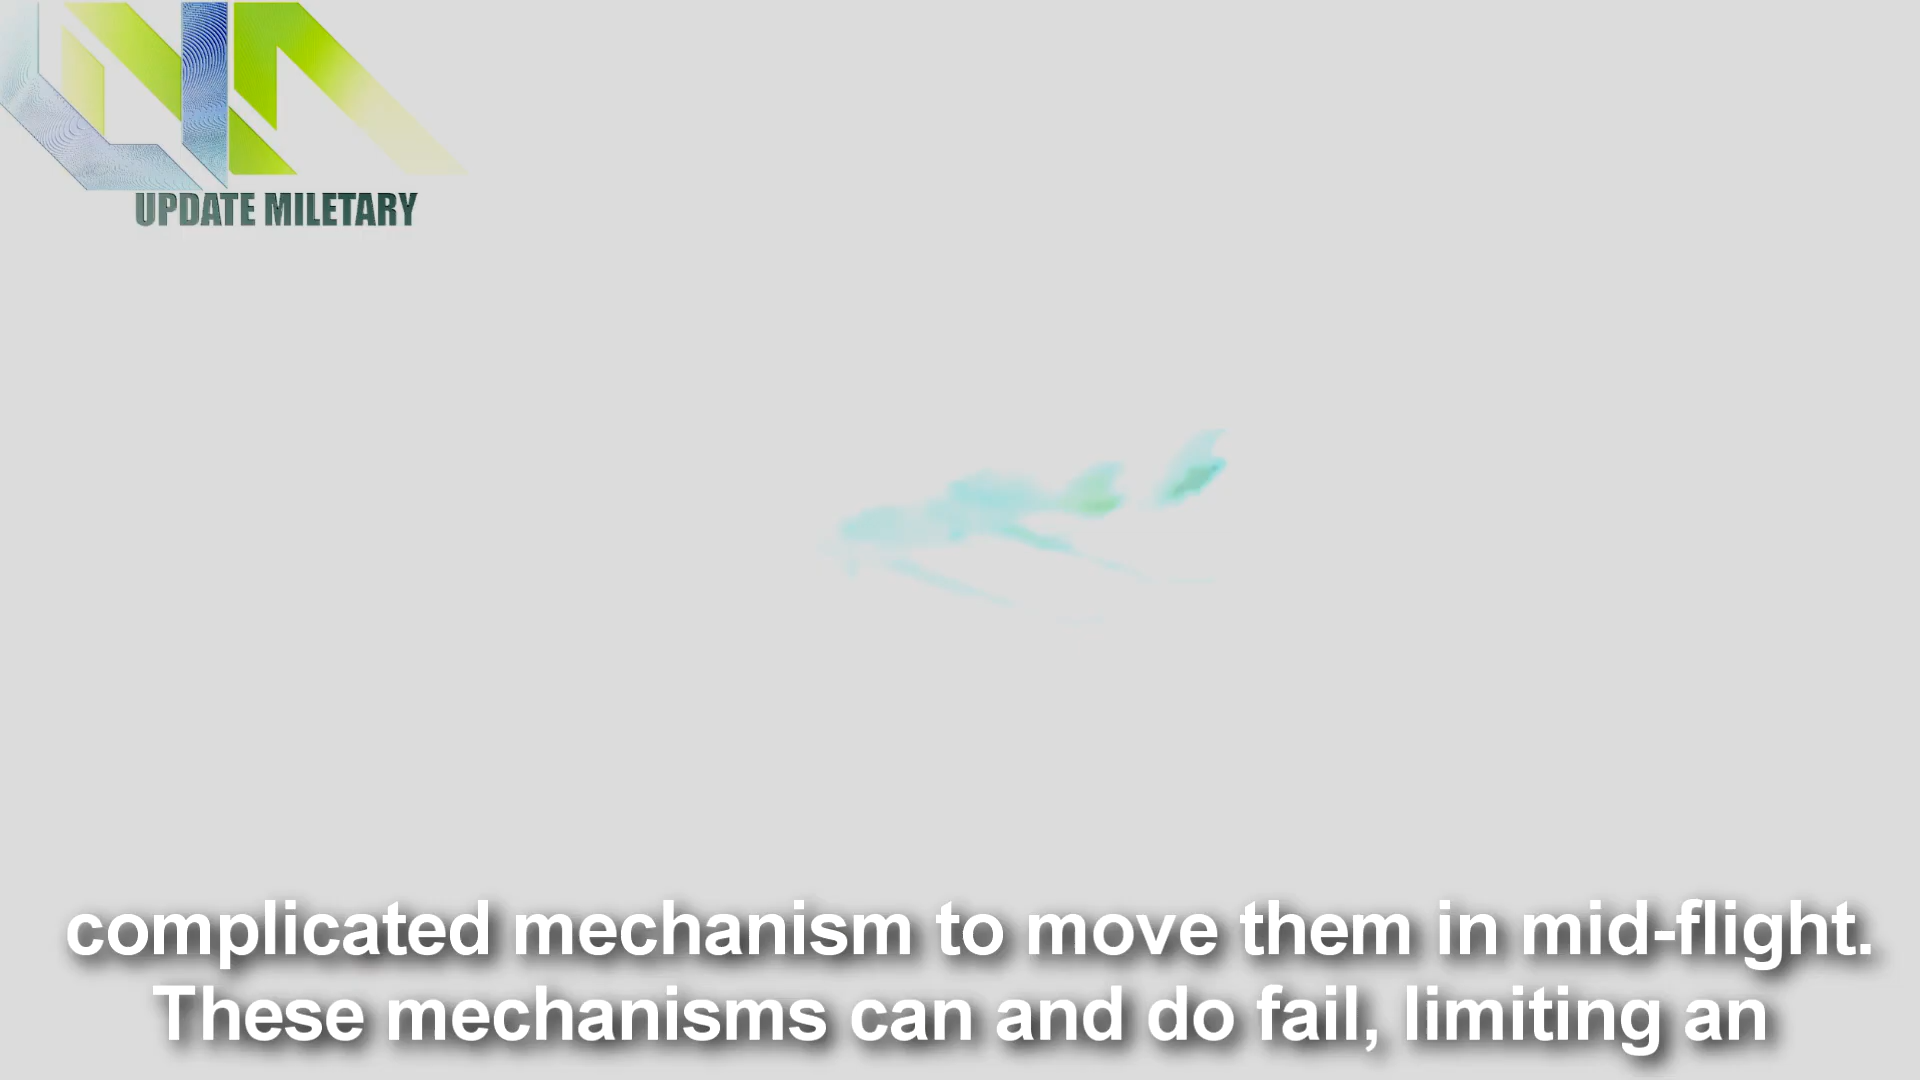 UPDATE MILETARY
complicated mechanism to move them in mid-flight.
These mechanisms can and do fail, limiting an